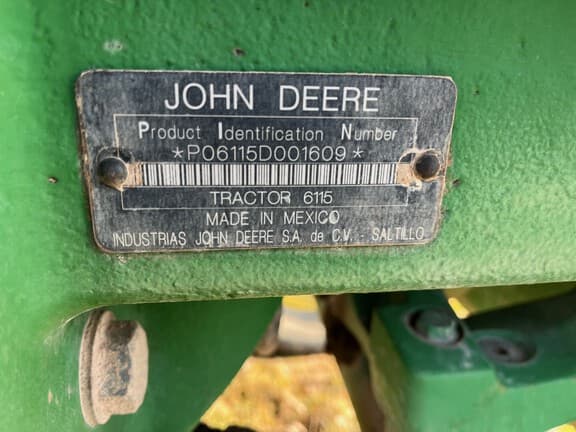 JOHN DEERE
Product Identification Number
*P06115D001609*
TRACTOR 6115
MADE IN MEXICO
INDUSTRIAS JOHN DEERE S.A. de C.V. - SALTILLO